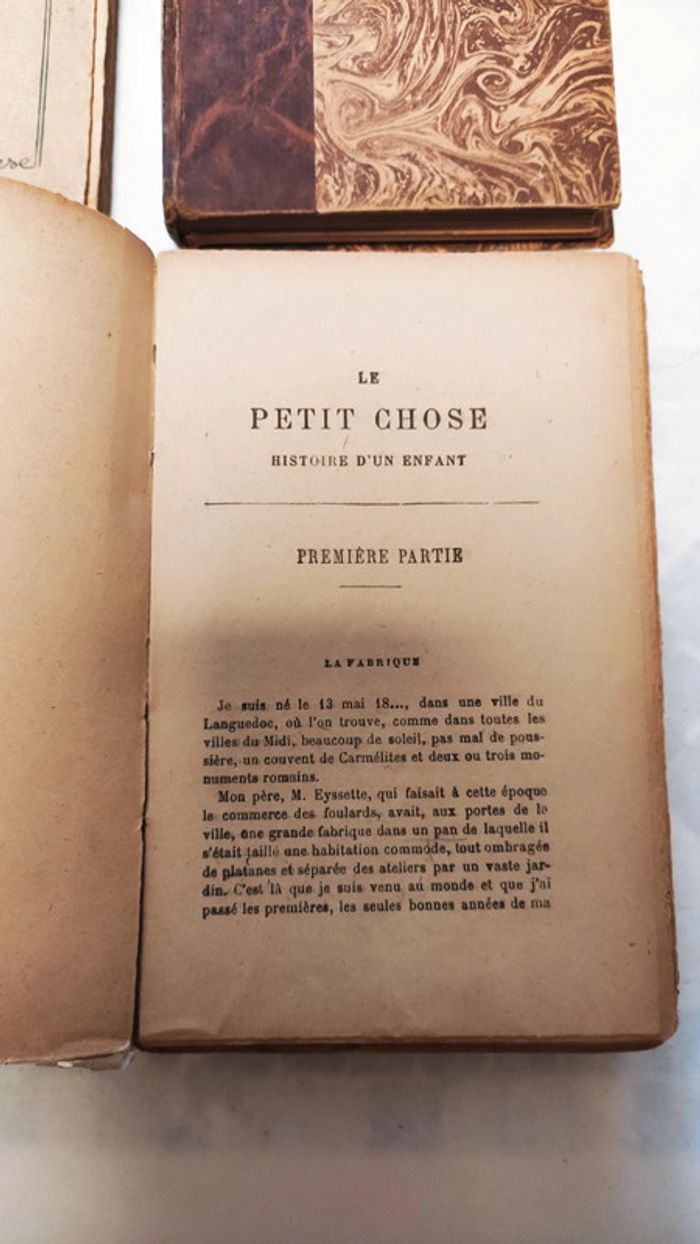 LE
PETIT CHOSE
HISTOIRE D'UN ENFANT
PREMIÈRE PARTIE
LA FABRIQUE
Je suis né le 13 mai 18..., dans une ville du
Languedoc, où l'on trouve, comme dans toutes les
villes du Midi, beaucoup de soleil, pas mal de pous-
sière, un couvent de Carmélites et deux ou trois mo-
numents romains.
Mon père, M. Eyssette, qui faisait à cette époque
le commerce des foulards, avait, aux portes de la
ville, une grande fabrique dans un pan de laquelle il
s'était taillé une habitation commode, tout ombragée
de platanes et séparée des ateliers par un vaste jar-
din. C'est là que je suis venu au monde et que j'ai
passé les premières, les seules bonnes années de ma